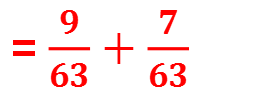 = 9/63 + 7/63